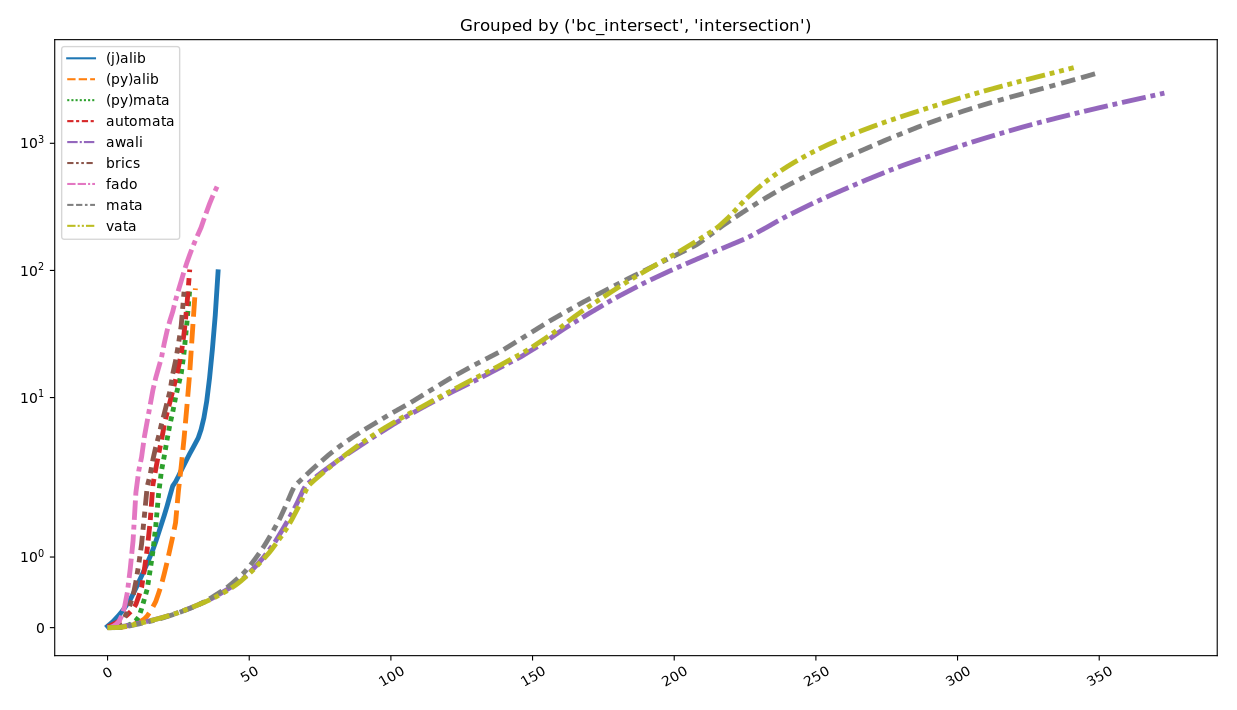 Grouped by ('bc_intersect', 'intersection')
(j)alib
(py)alib
(py)mata
automata
awali
brics
fado
mata
vata
10³
10²
10¹
10⁰
0
0
50
100
150
200
250
300
350